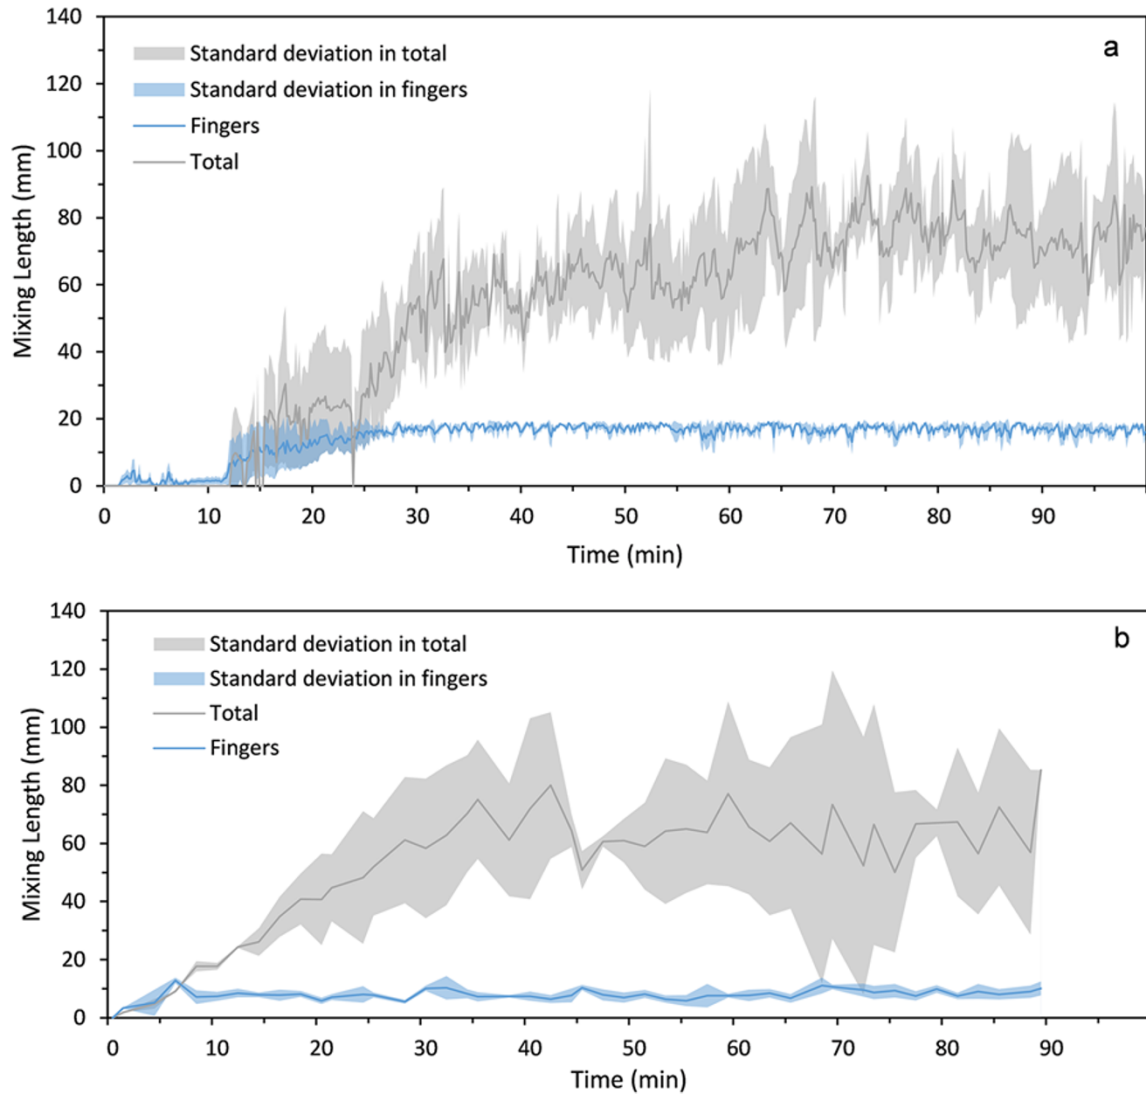 140
120
100
80
60
40
20
0
Mixing Length (mm)
Standard deviation in total
Standard deviation in fingers
Fingers
Total
a
0 10 20 30 40 50 60 70 80 90
Time (min)
140
120
100
80
60
40
20
0
Mixing Length (mm)
Standard deviation in total
Standard deviation in fingers
Total
Fingers
b
0 10 20 30 40 50 60 70 80 90
Time (min)